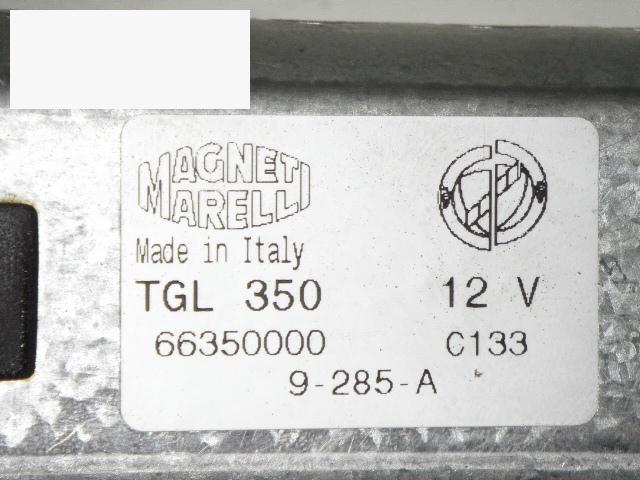 MAGNETI
MARELLI
Made in Italy
TGL 350 12 V
66350000 C133
9-285-A